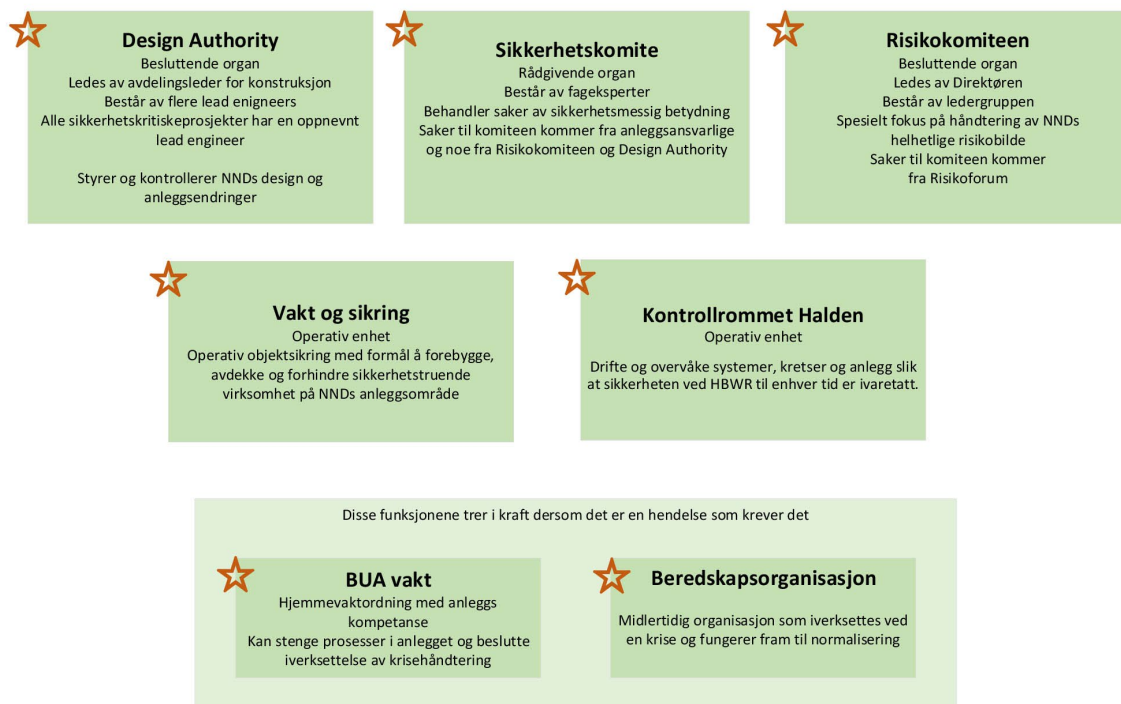 Design Authority
Besluttende organ
Ledes av avdelingsleder for konstruksjon
Består av flere lead enigneers
Alle sikkerhetskritiskeprosjekter har en oppnevnt
lead engineer
Styrer og kontrollerer NNDs design og
anleggsendringer
Sikkerhetskomite
Rådgivende organ
Består av fageksperter
Behandler saker av sikkerhetsmessig betydning
Saker til komiteen kommer fra anleggsansvarlige
og noe fra Risikokomiteen og Design Authority
Risikokomiteen
Besluttende organ
Ledes av Direktøren
Består av ledergruppen
Spesielt fokus på håndtering av NNDs
helhetlige risikobilde
Saker til komiteen kommer
fra Risikoforum
Vakt og sikring
Operativ enhet
Operativ objektsikring med formål å forebygge,
avdekke og forhindre sikkerhetstruende
virksomhet på NNDs anleggsområde
Kontrollrommet Halden
Operativ enhet
Drifte og overvåke systemer, kretser og anlegg slik
at sikkerheten ved HBWR til enhver tid er ivaretatt.
Disse funksjonene trer i kraft dersom det er en hendelse som krever det
BUA vakt
Hjemmevaktordning med anleggs
kompetanse
Kan stenge prosesser i anlegget og beslutte
iverksettelse av krisehåndtering
Beredskapsorganisasjon
Midlertidig organisasjon som iverksettes ved
en krise og fungerer fram til normalisering